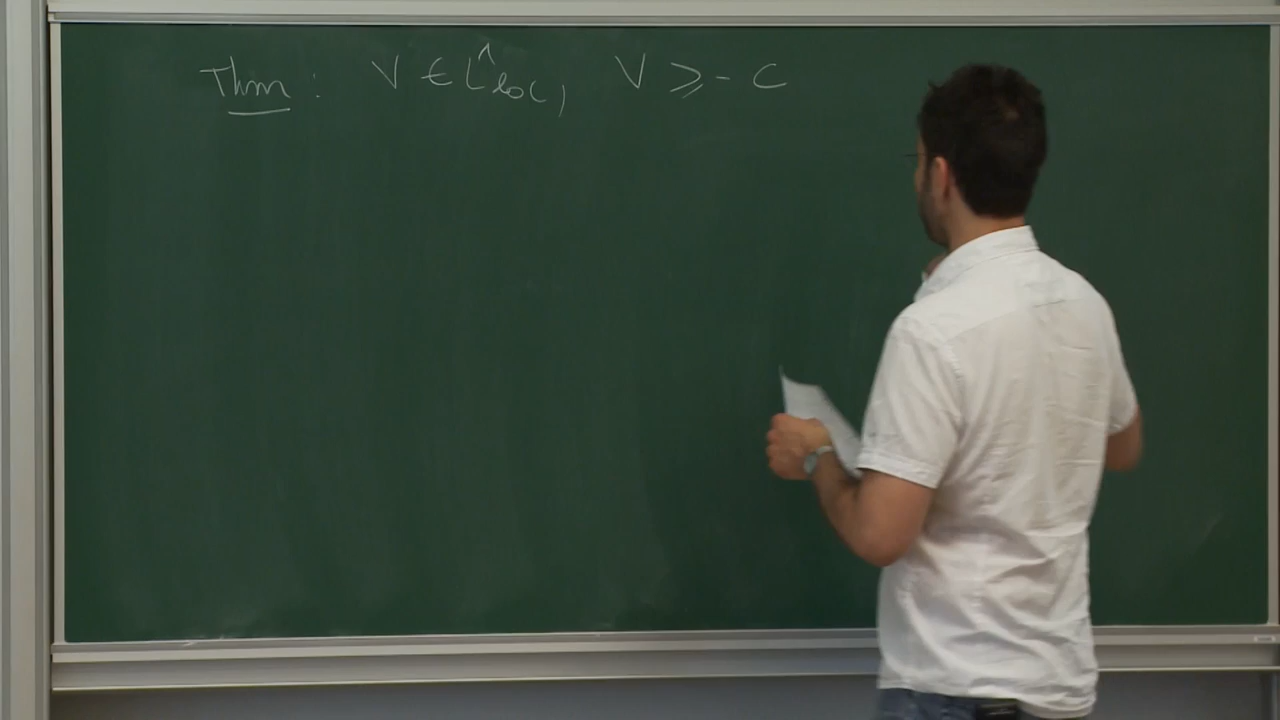 Thm : V ∈ L¹loc, V ⩾ - C